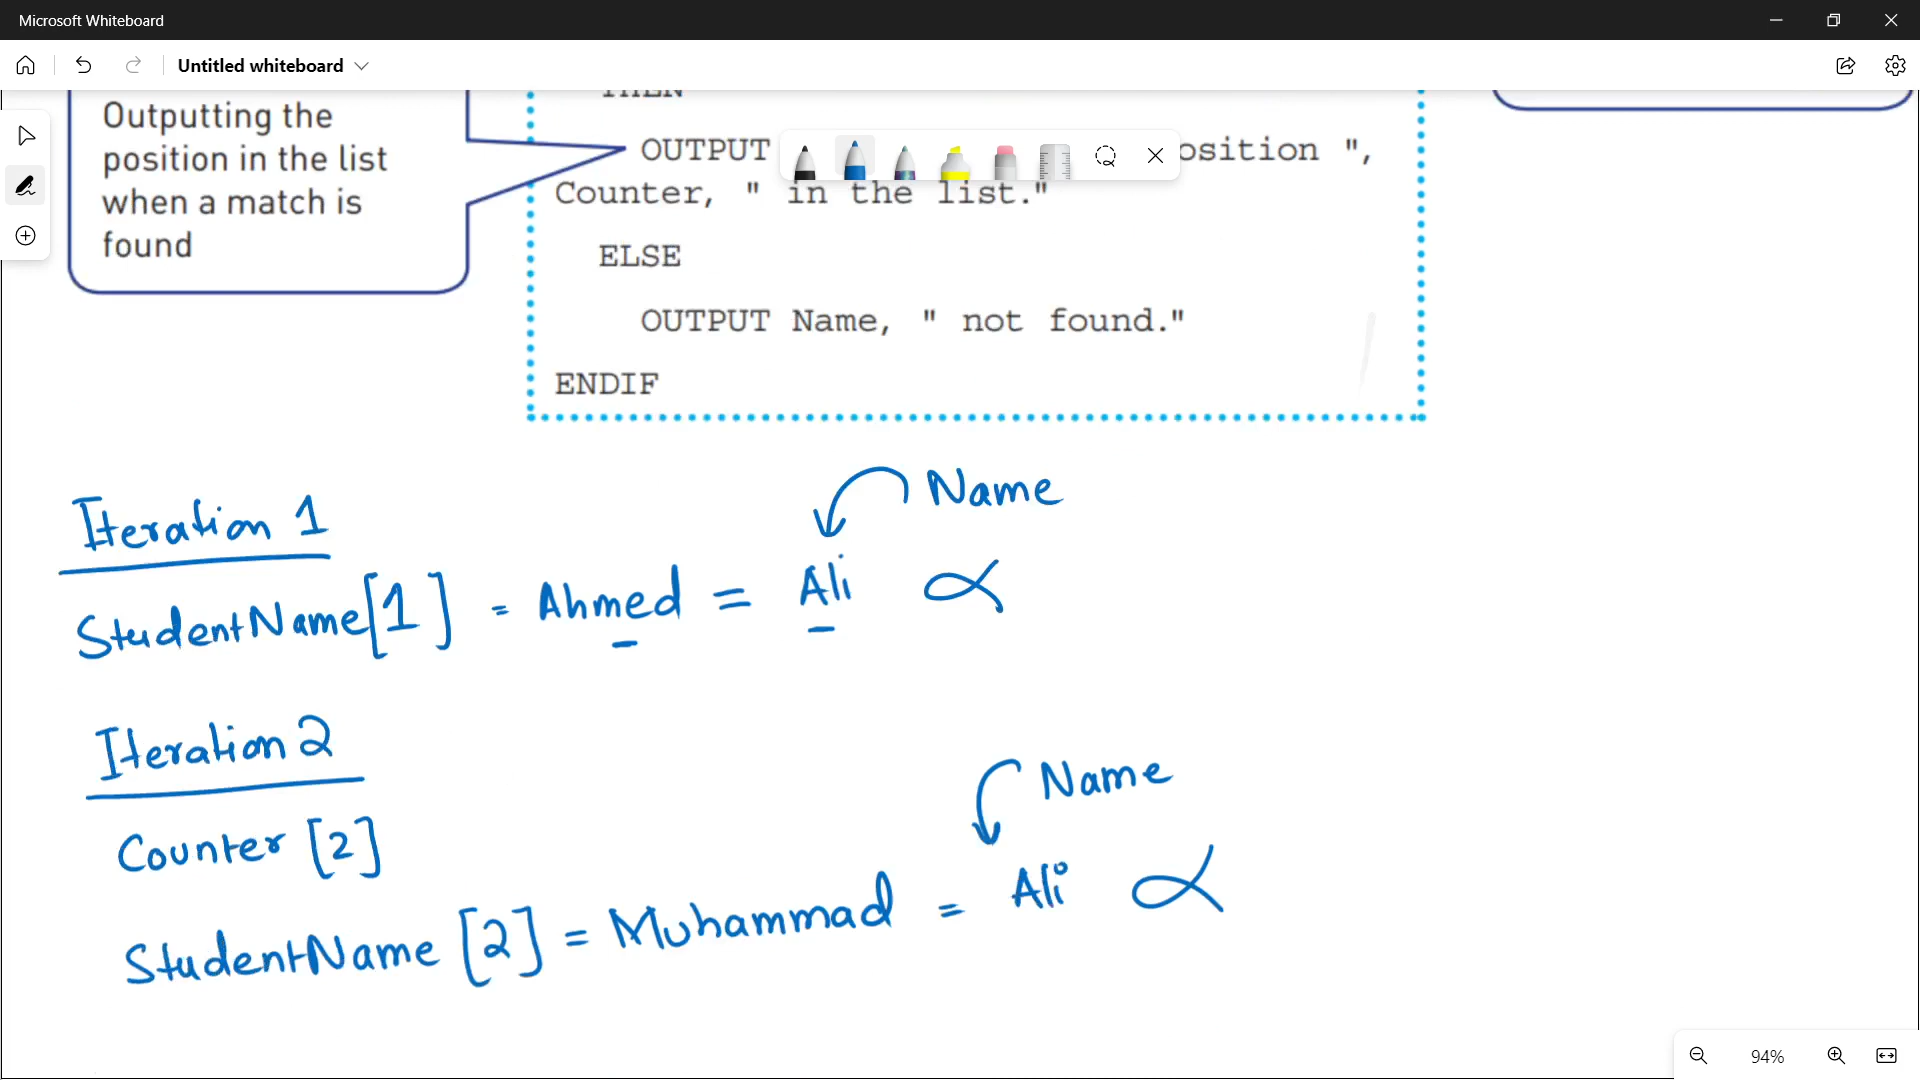 Microsoft Whiteboard
Untitled whiteboard
Outputting the
position in the list
when a match is
found
THEN
OUTPUT osition ",
Counter, " in the list."
ELSE
OUTPUT Name, " not found."
ENDIF
Iteration 1
Name
StudentName[1] = Ahmed = Ali
Iteration 2
Counter [2]
Name
StudentName [2] = Muhammad = Ali
94%